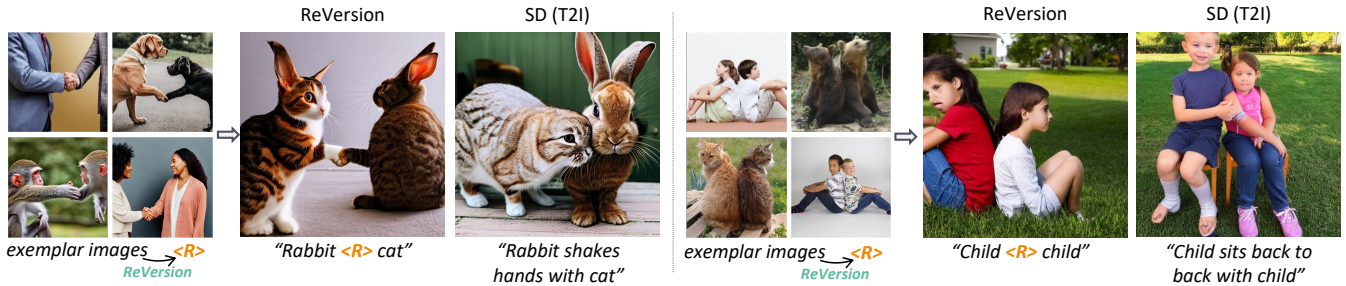 ReVersion
SD (T2I)
exemplar images <R>
ReVersion
“Rabbit <R> cat”
“Rabbit shakes
hands with cat”
ReVersion
SD (T2I)
exemplar images <R>
ReVersion
“Child <R> child”
“Child sits back to
back with child”